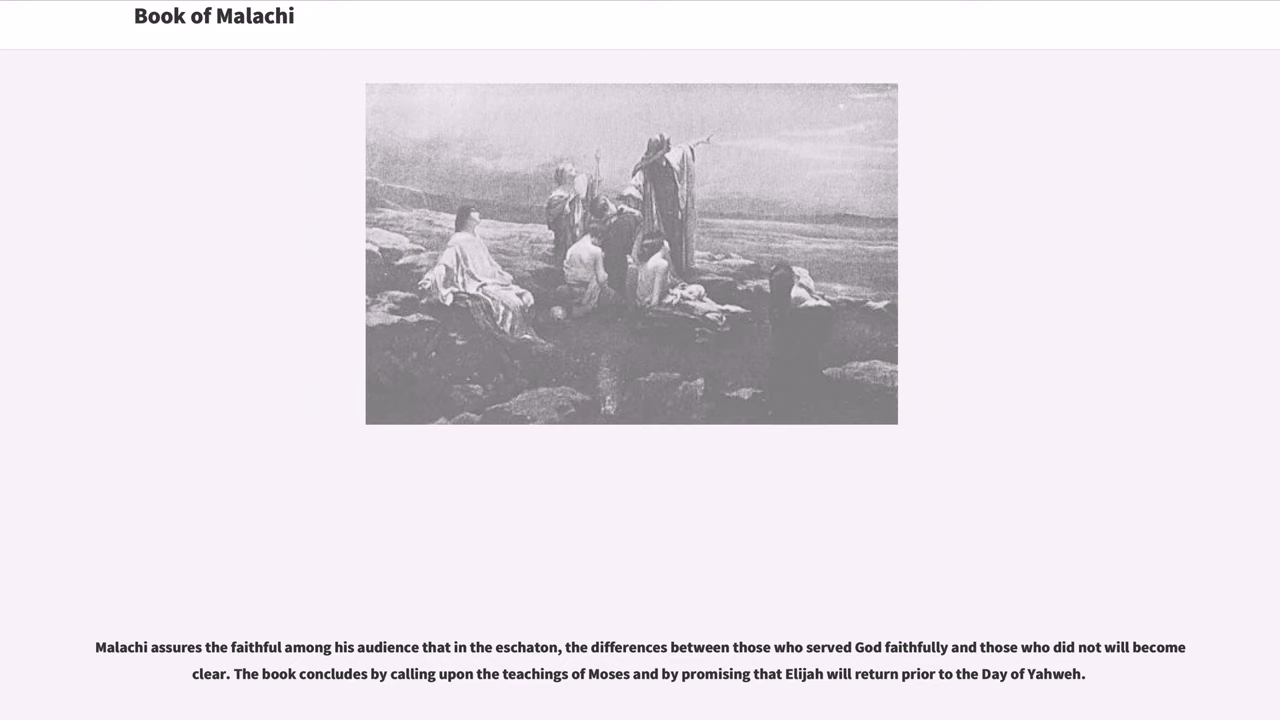 Book of Malachi
Malachi assures the faithful among his audience that in the eschaton, the differences between those who served God faithfully and those who did not will become
clear. The book concludes by calling upon the teachings of Moses and by promising that Elijah will return prior to the Day of Yahweh.